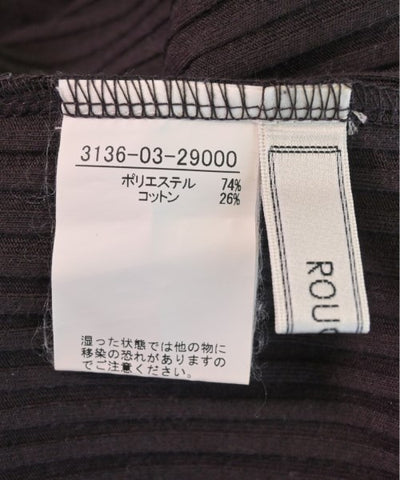 3136-03-29000
ポリエステル 74%
コットン 26%
湿った状態では他の物に
移染の恐れがありますの
でご注意ください。
ROUG